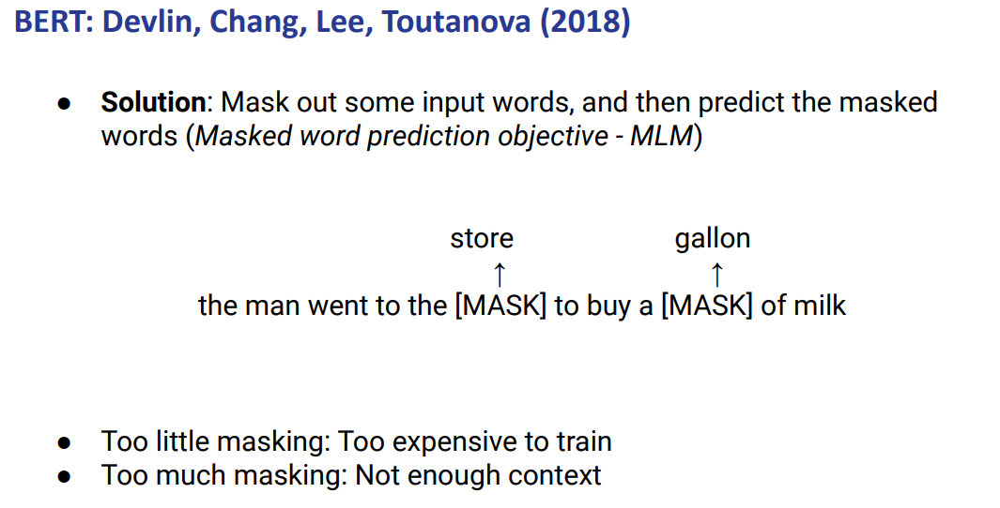 BERT: Devlin, Chang, Lee, Toutanova (2018)
● Solution: Mask out some input words, and then predict the masked
words (Masked word prediction objective - MLM)
store gallon
↑ ↑
the man went to the [MASK] to buy a [MASK] of milk
● Too little masking: Too expensive to train
● Too much masking: Not enough context